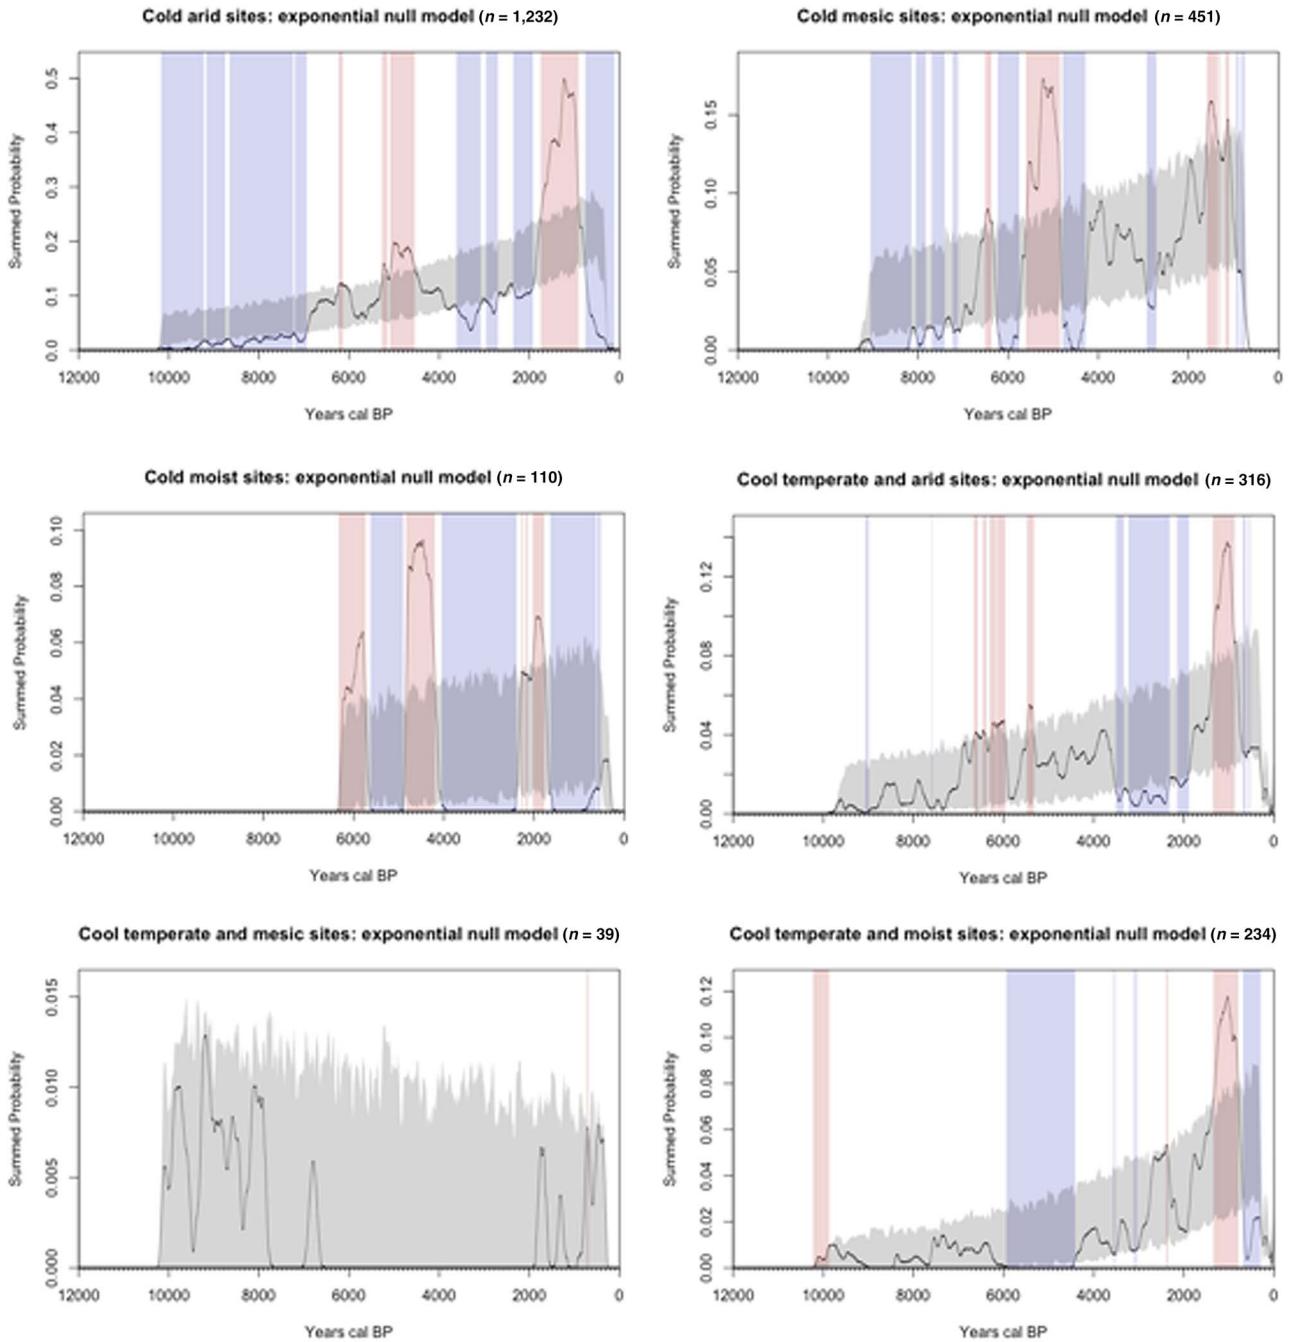 Cold arid sites: exponential null model (n = 1,232)
Summed Probability
0.5
0.4
0.3
0.2
0.1
0.0
12000 10000 8000 6000 4000 2000 0
Years cal BP
Cold mesic sites: exponential null model (n = 451)
Summed Probability
0.15
0.10
0.05
0.00
12000 10000 8000 6000 4000 2000 0
Years cal BP
Cold moist sites: exponential null model (n = 110)
Summed Probability
0.10
0.08
0.06
0.04
0.02
0.00
12000 10000 8000 6000 4000 2000 0
Years cal BP
Cool temperate and arid sites: exponential null model (n = 316)
Summed Probability
0.12
0.08
0.04
0.00
12000 10000 8000 6000 4000 2000 0
Years cal BP
Cool temperate and mesic sites: exponential null model (n = 39)
Summed Probability
0.015
0.010
0.005
0.000
12000 10000 8000 6000 4000 2000 0
Years cal BP
Cool temperate and moist sites: exponential null model (n = 234)
Summed Probability
0.12
0.10
0.08
0.06
0.04
0.02
0.00
12000 10000 8000 6000 4000 2000 0
Years cal BP